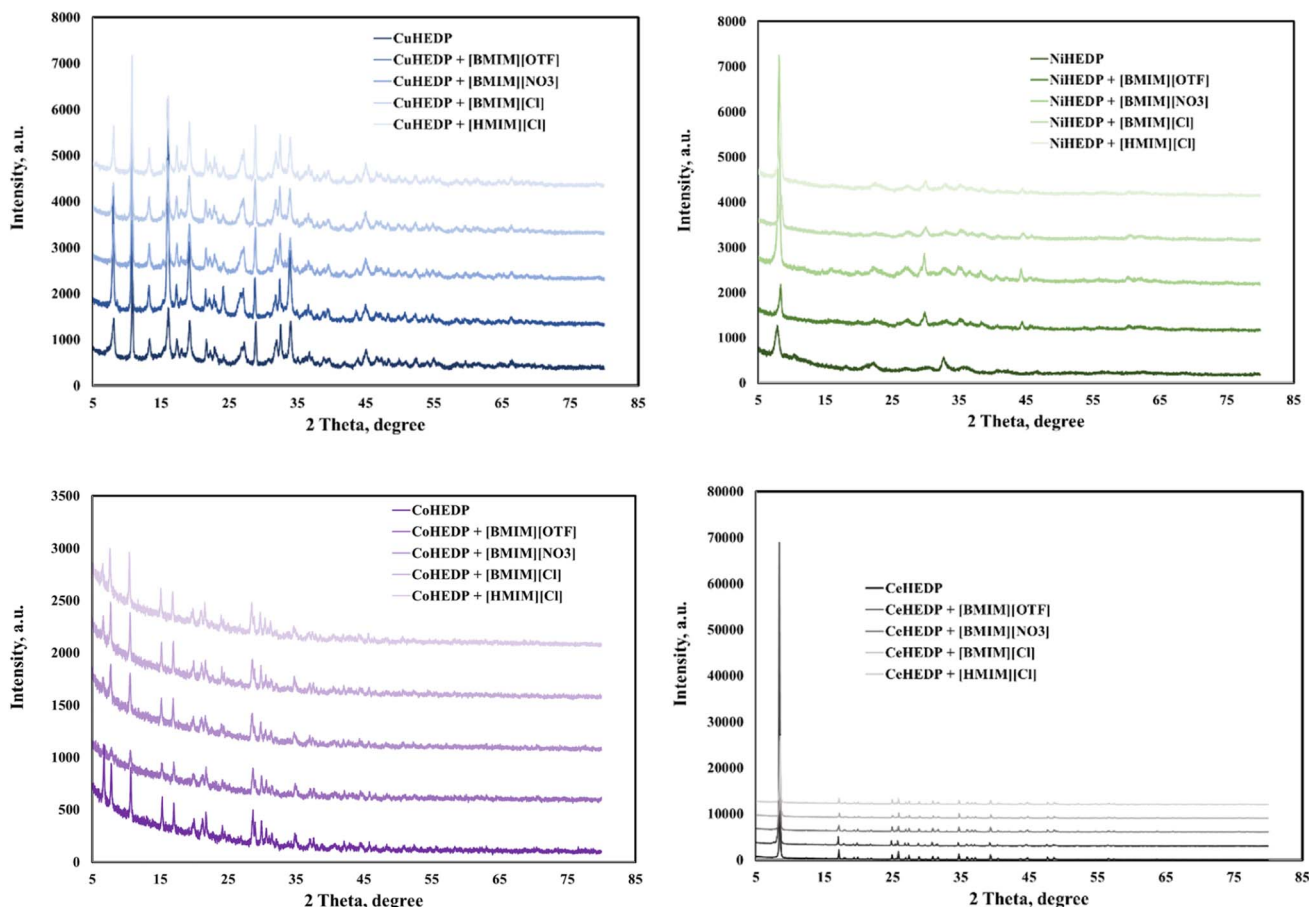 8000
7000
6000
5000
4000
3000
2000
1000
0
Intensity, a.u.
CuHEDP
CuHEDP + [BMIM][OTF]
CuHEDP + [BMIM][NO3]
CuHEDP + [BMIM][Cl]
CuHEDP + [HMIM][Cl]
5 15 25 35 45 55 65 75 85
2 Theta, degree
8000
7000
6000
5000
4000
3000
2000
1000
0
Intensity, a.u.
NiHEDP
NiHEDP + [BMIM][OTF]
NiHEDP + [BMIM][NO3]
NiHEDP + [BMIM][Cl]
NiHEDP + [HMIM][Cl]
5 15 25 35 45 55 65 75 85
2 Theta, degree
3500
3000
2500
2000
1500
1000
500
0
Intensity, a.u.
CoHEDP
CoHEDP + [BMIM][OTF]
CoHEDP + [BMIM][NO3]
CoHEDP + [BMIM][Cl]
CoHEDP + [HMIM][Cl]
5 15 25 35 45 55 65 75 85
2 Theta, degree
80000
70000
60000
50000
40000
30000
20000
10000
0
Intensity, a.u.
CeHEDP
CeHEDP + [BMIM][OTF]
CeHEDP + [BMIM][NO3]
CeHEDP + [BMIM][Cl]
CeHEDP + [HMIM][Cl]
5 15 25 35 45 55 65 75 85
2 Theta, degree